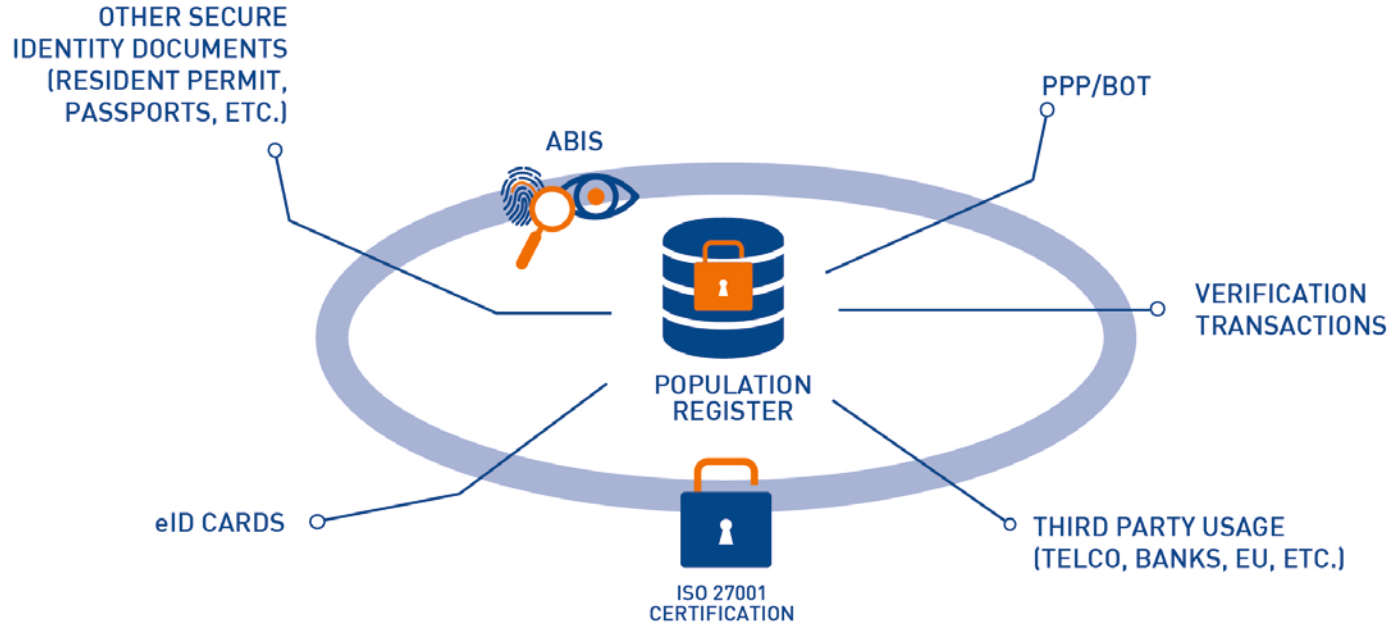 OTHER SECURE
IDENTITY DOCUMENTS
(RESIDENT PERMIT,
PASSPORTS, ETC.)
ABIS
PPP/BOT
VERIFICATION
TRANSACTIONS
POPULATION
REGISTER
eID CARDS
THIRD PARTY USAGE
(TELCO, BANKS, EU, ETC.)
ISO 27001
CERTIFICATION